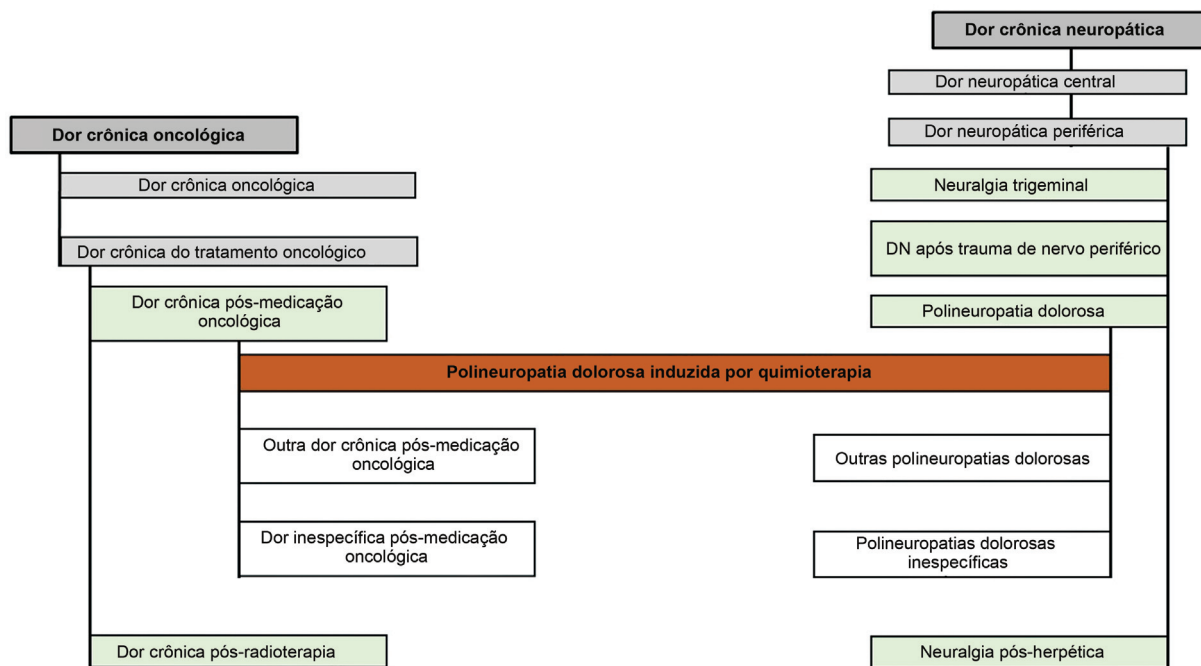 Dor crônica neuropática
Dor neuropática central
Dor neuropática periférica
Dor crônica oncológica
Dor crônica oncológica
Neuralgia trigeminal
Dor crônica do tratamento oncológico
DN após trauma de nervo periférico
Dor crônica pós-medicação
oncológica
Polineuropatia dolorosa
Polineuropatia dolorosa induzida por quimioterapia
Outra dor crônica pós-medicação
oncológica
Outras polineuropatias dolorosas
Dor inespecífica pós-medicação
oncológica
Polineuropatias dolorosas
inespecíficas
Dor crônica pós-radioterapia
Neuralgia pós-herpética